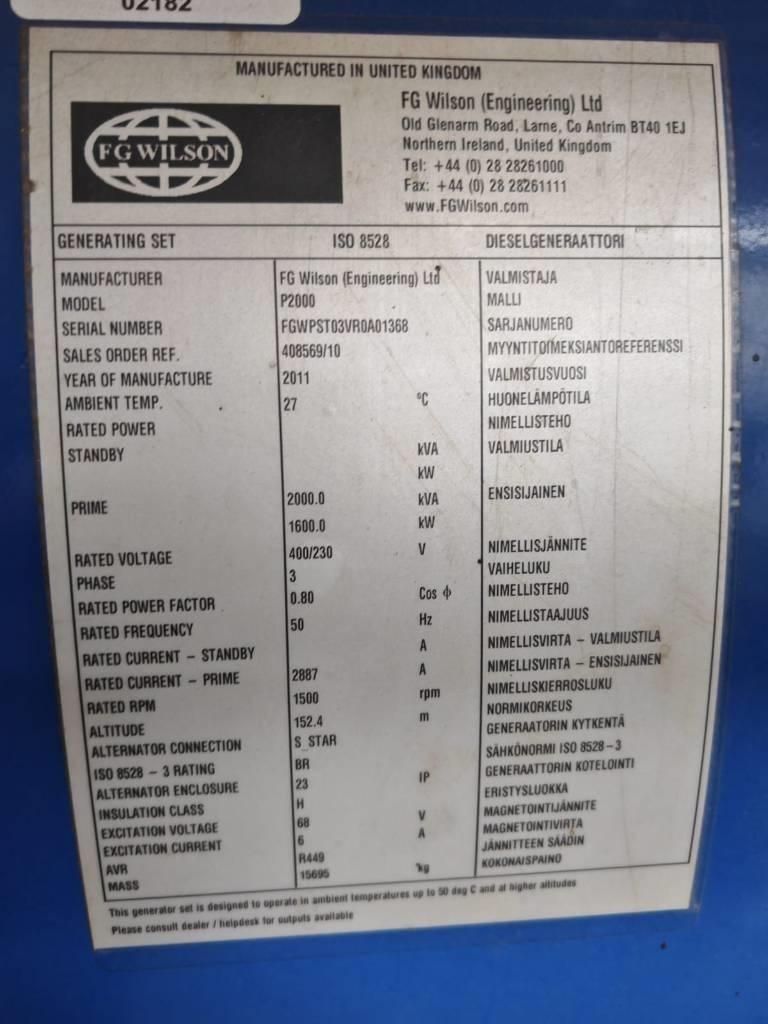 02182
MANUFACTURED IN UNITED KINGDOM
FG WILSON
FG Wilson (Engineering) Ltd
Old Glenarm Road, Larne, Co Antrim BT40 1EJ
Northern Ireland, United Kingdom
Tel: +44 (0) 28 28261000
Fax: +44 (0) 28 28261111
www.FGWilson.com
GENERATING SET ISO 8528 DIESELGENERAATTORI
MANUFACTURER FG Wilson (Engineering) Ltd VALMISTAJA
MODEL P2000 MALLI
SERIAL NUMBER FGWPST03VR0A01368 SARJANUMERO
SALES ORDER REF. 408569/10 MYYNTITOIMEKSIANTOREFERENSSI
YEAR OF MANUFACTURE 2011 VALMISTUSVUOSI
AMBIENT TEMP. 27 °C HUONELÄMPÖTILA
RATED POWER NIMELLISTEHO
STANDBY kVA VALMIUSTILA
kW
PRIME 2000.0 kVA ENSISIJAINEN
1600.0 kW
RATED VOLTAGE 400/230 V NIMELLISJÄNNITE
PHASE 3 VAIHELUKU
RATED POWER FACTOR 0.80 Cos ϕ NIMELLISTEHO
RATED FREQUENCY 50 Hz NIMELLISTAAJUUS
RATED CURRENT - STANDBY A NIMELLISVIRTA - VALMIUSTILA
RATED CURRENT - PRIME 2887 A NIMELLISVIRTA - ENSISIJAINEN
RATED RPM 1500 rpm NIMELLISKIERROSLUKU
ALTITUDE 152.4 m NORMIKORKEUS
ALTERNATOR CONNECTION S_STAR GENERAATORIN KYTKENTÄ
ISO 8528 - 3 RATING BR SÄHKÖNORMI ISO 8528-3
ALTERNATOR ENCLOSURE 23 IP GENERAATTORIN KOTELOINTI
INSULATION CLASS H ERISTYSLUOKKA
EXCITATION VOLTAGE 68 V MAGNETOINTIJÄNNITE
EXCITATION CURRENT 6 A MAGNETOINTIVIRTA
AVR R449 JÄNNITTEEN SÄÄDIN
MASS 15695 kg KOKONAISPAINO
This generator set is designed to operate in ambient temperatures up to 50 deg C and at higher altitudes
Please consult dealer / helpdesk for outputs available